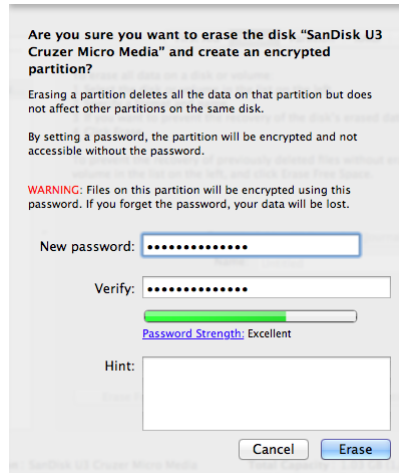 Are you sure you want to erase the disk “SanDisk U3
Cruzer Micro Media” and create an encrypted
partition?
Erasing a partition deletes all the data on that partition but does
not affect other partitions on the same disk.
By setting a password, the partition will be encrypted and not
accessible without the password.
WARNING: Files on this partition will be encrypted using this
password. If you forget the password, your data will be lost.
New password: ••••••••••••••
Verify: ••••••••••••••
Password Strength: Excellent
Hint:
Cancel Erase